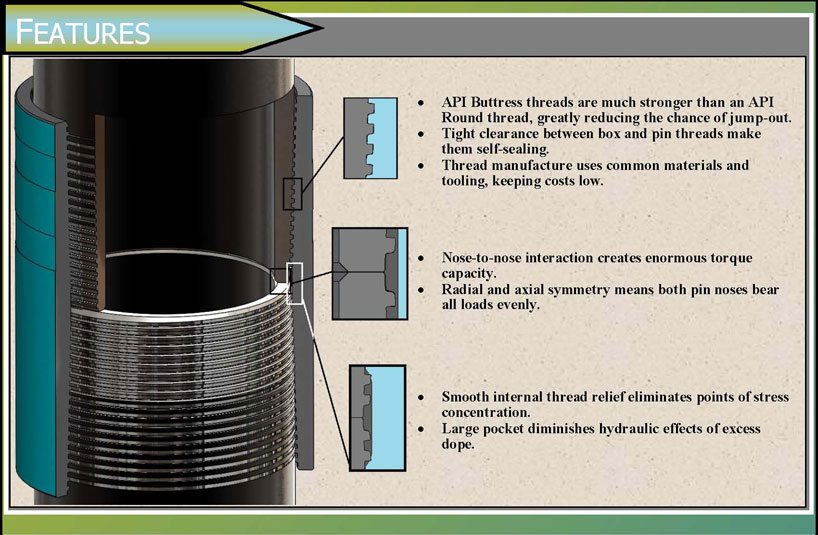 FEATURES
• API Buttress threads are much stronger than an API
Round thread, greatly reducing the chance of jump-out.
• Tight clearance between box and pin threads make
them self-sealing.
• Thread manufacture uses common materials and
tooling, keeping costs low.
• Nose-to-nose interaction creates enormous torque
capacity.
• Radial and axial symmetry means both pin noses bear
all loads evenly.
• Smooth internal thread relief eliminates points of stress
concentration.
• Large pocket diminishes hydraulic effects of excess
dope.